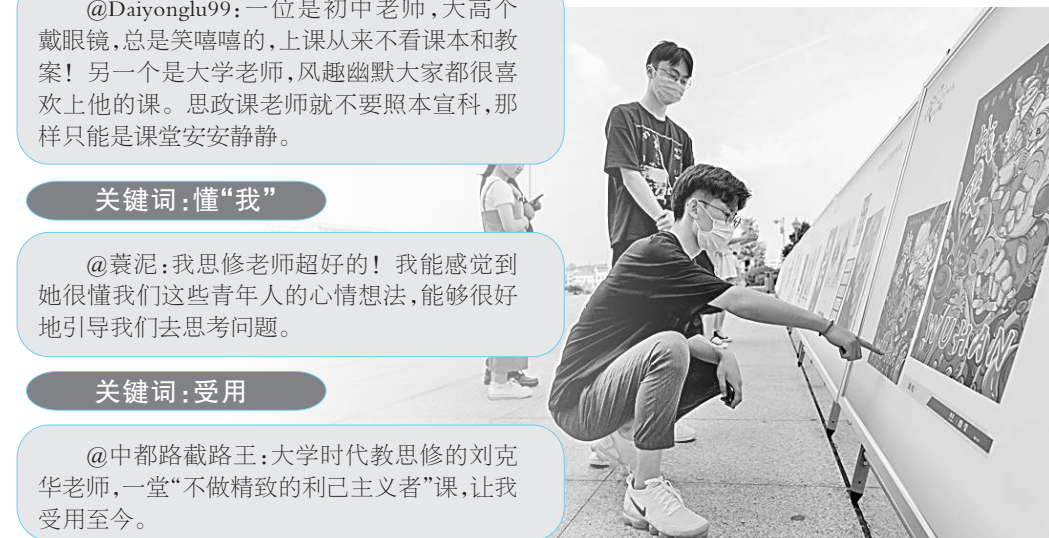 @Daiyonglu99：一位是初中老师，大高个
戴眼镜，总是笑嘻嘻的，上课从来不看课本和教
案！另一个是大学老师，风趣幽默大家都很喜
欢上他的课。思政课老师就不要照本宣科，那
样只能是课堂安安静静。
关键词：懂“我”
@蓑泥：我思修老师超好的！我能感觉到
她很懂我们这些青年人的心情想法，能够很好
地引导我们去思考问题。
关键词：受用
@中都路截路王：大学时代教思修的刘克
华老师，一堂“不做精致的利己主义者”课，让我
受用至今。
WUHAN